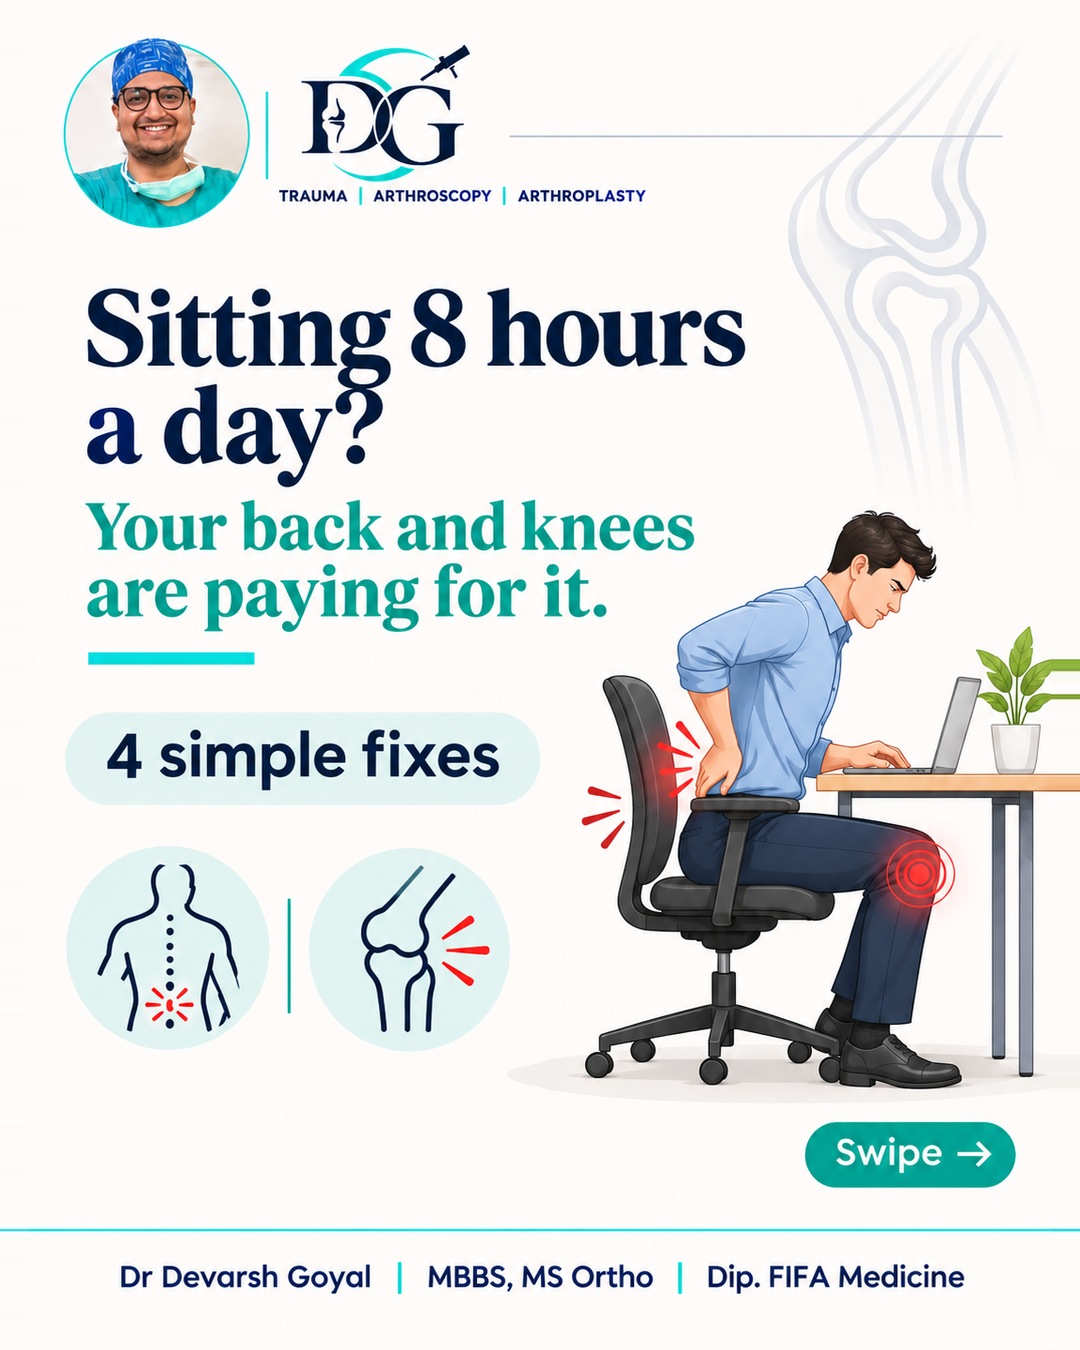 DG
TRAUMA | ARTHROSCOPY | ARTHROPLASTY
Sitting 8 hours
a day?
Your back and knees
are paying for it.
4 simple fixes
Swipe →
Dr Devarsh Goyal | MBBS, MS Ortho | Dip. FIFA Medicine